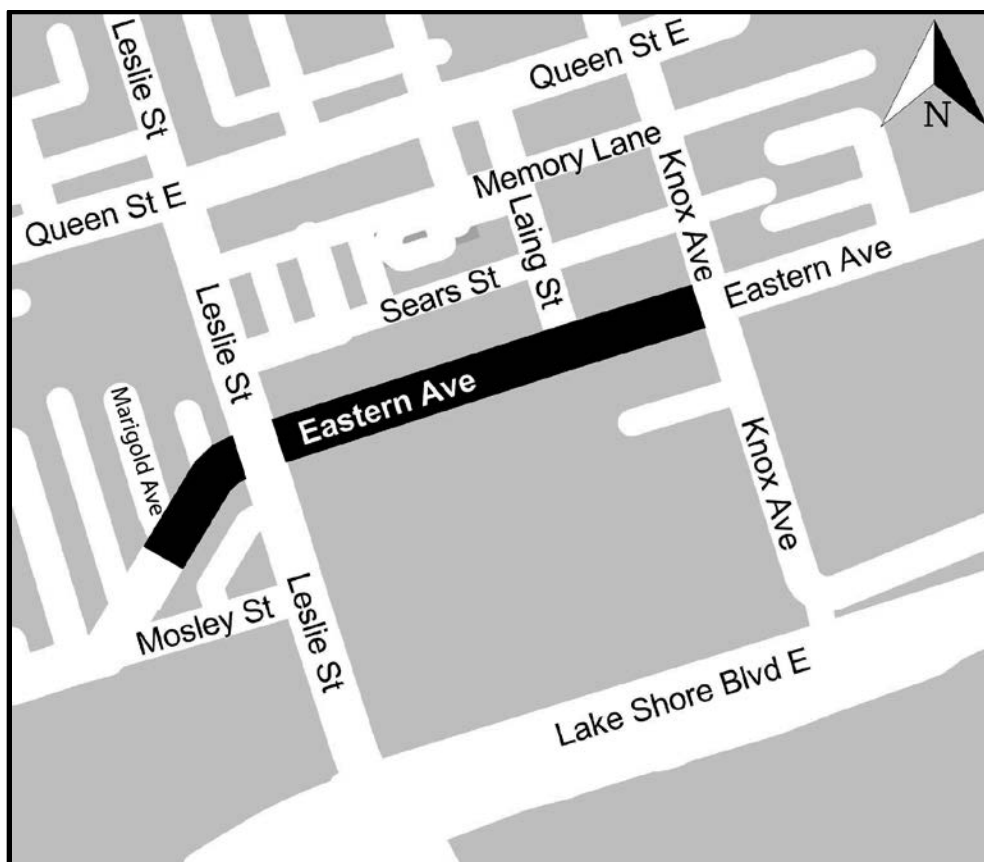 Leslie St
Queen St E
N
Memory Lane
Knox Ave
Queen St E
Laing St
Eastern Ave
Sears St
Leslie St
Eastern Ave
Marigold Ave
Knox Ave
Leslie St
Mosley St
Lake Shore Blvd E